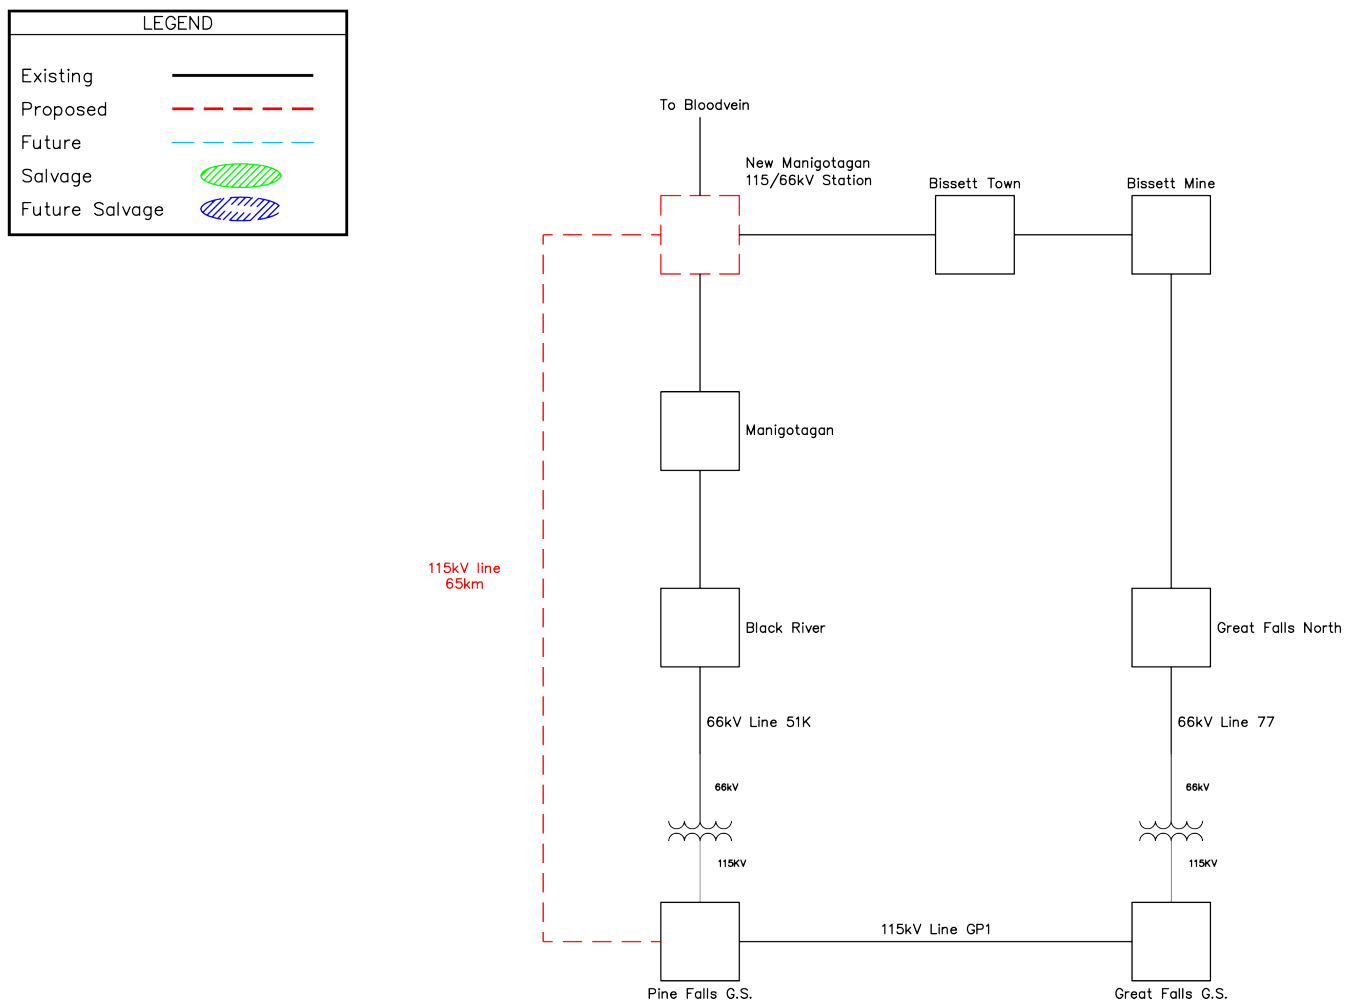 LEGEND
Existing
Proposed
Future
Salvage
Future Salvage
To Bloodvein
New Manigotagan
115/66kV Station
Bissett Town
Bissett Mine
Manigotagan
115kV line
65km
Black River
Great Falls North
66kV Line 51K
66kV Line 77
66kV
66kV
115KV
115KV
115kV Line GP1
Pine Falls G.S.
Great Falls G.S.